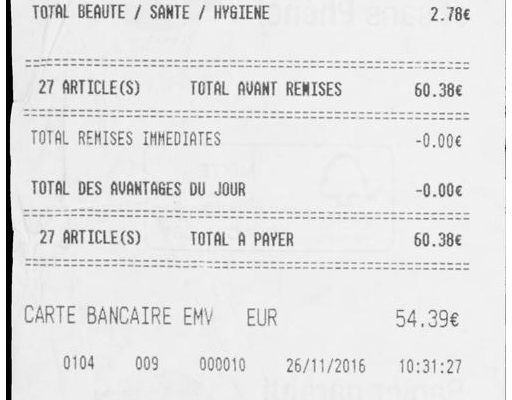 TOTAL BEAUTE / SANTE / HYGIENE 2.78€
27 ARTICLE(S) TOTAL AVANT REMISES 60.38€
TOTAL REMISES IMMEDIATES -0.00€
TOTAL DES AVANTAGES DU JOUR -0.00€
27 ARTICLE(S) TOTAL A PAYER 60.38€
CARTE BANCAIRE EMV EUR 54.39€
0104 009 000010 26/11/2016 10:31:27